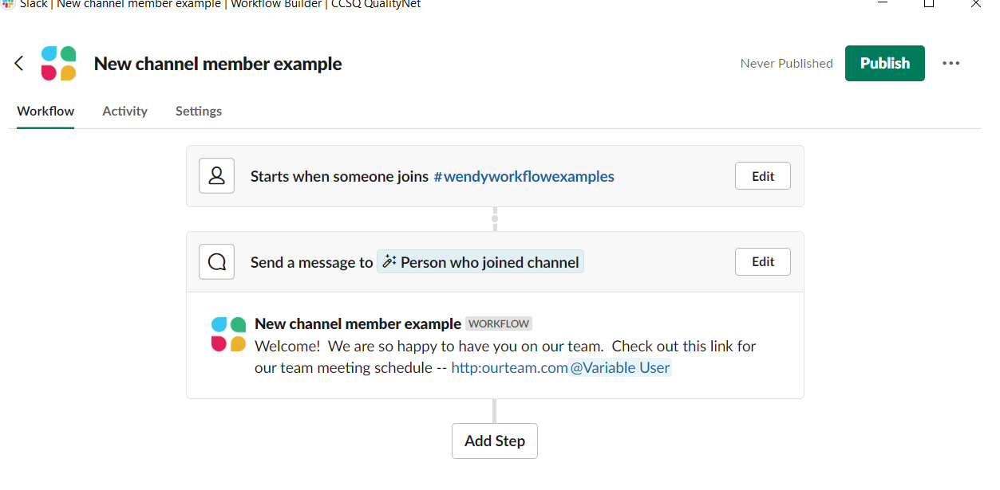 Slack | New channel member example | Workflow Builder | CCSQ QualityNet
New channel member example
Never Published
Publish
Workflow
Activity
Settings
Starts when someone joins #wendyworkflowexamples
Edit
Send a message to Person who joined channel
Edit
New channel member example WORKFLOW
Welcome!  We are so happy to have you on our team.  Check out this link for
our team meeting schedule -- http:ourteam.com@Variable User
Add Step